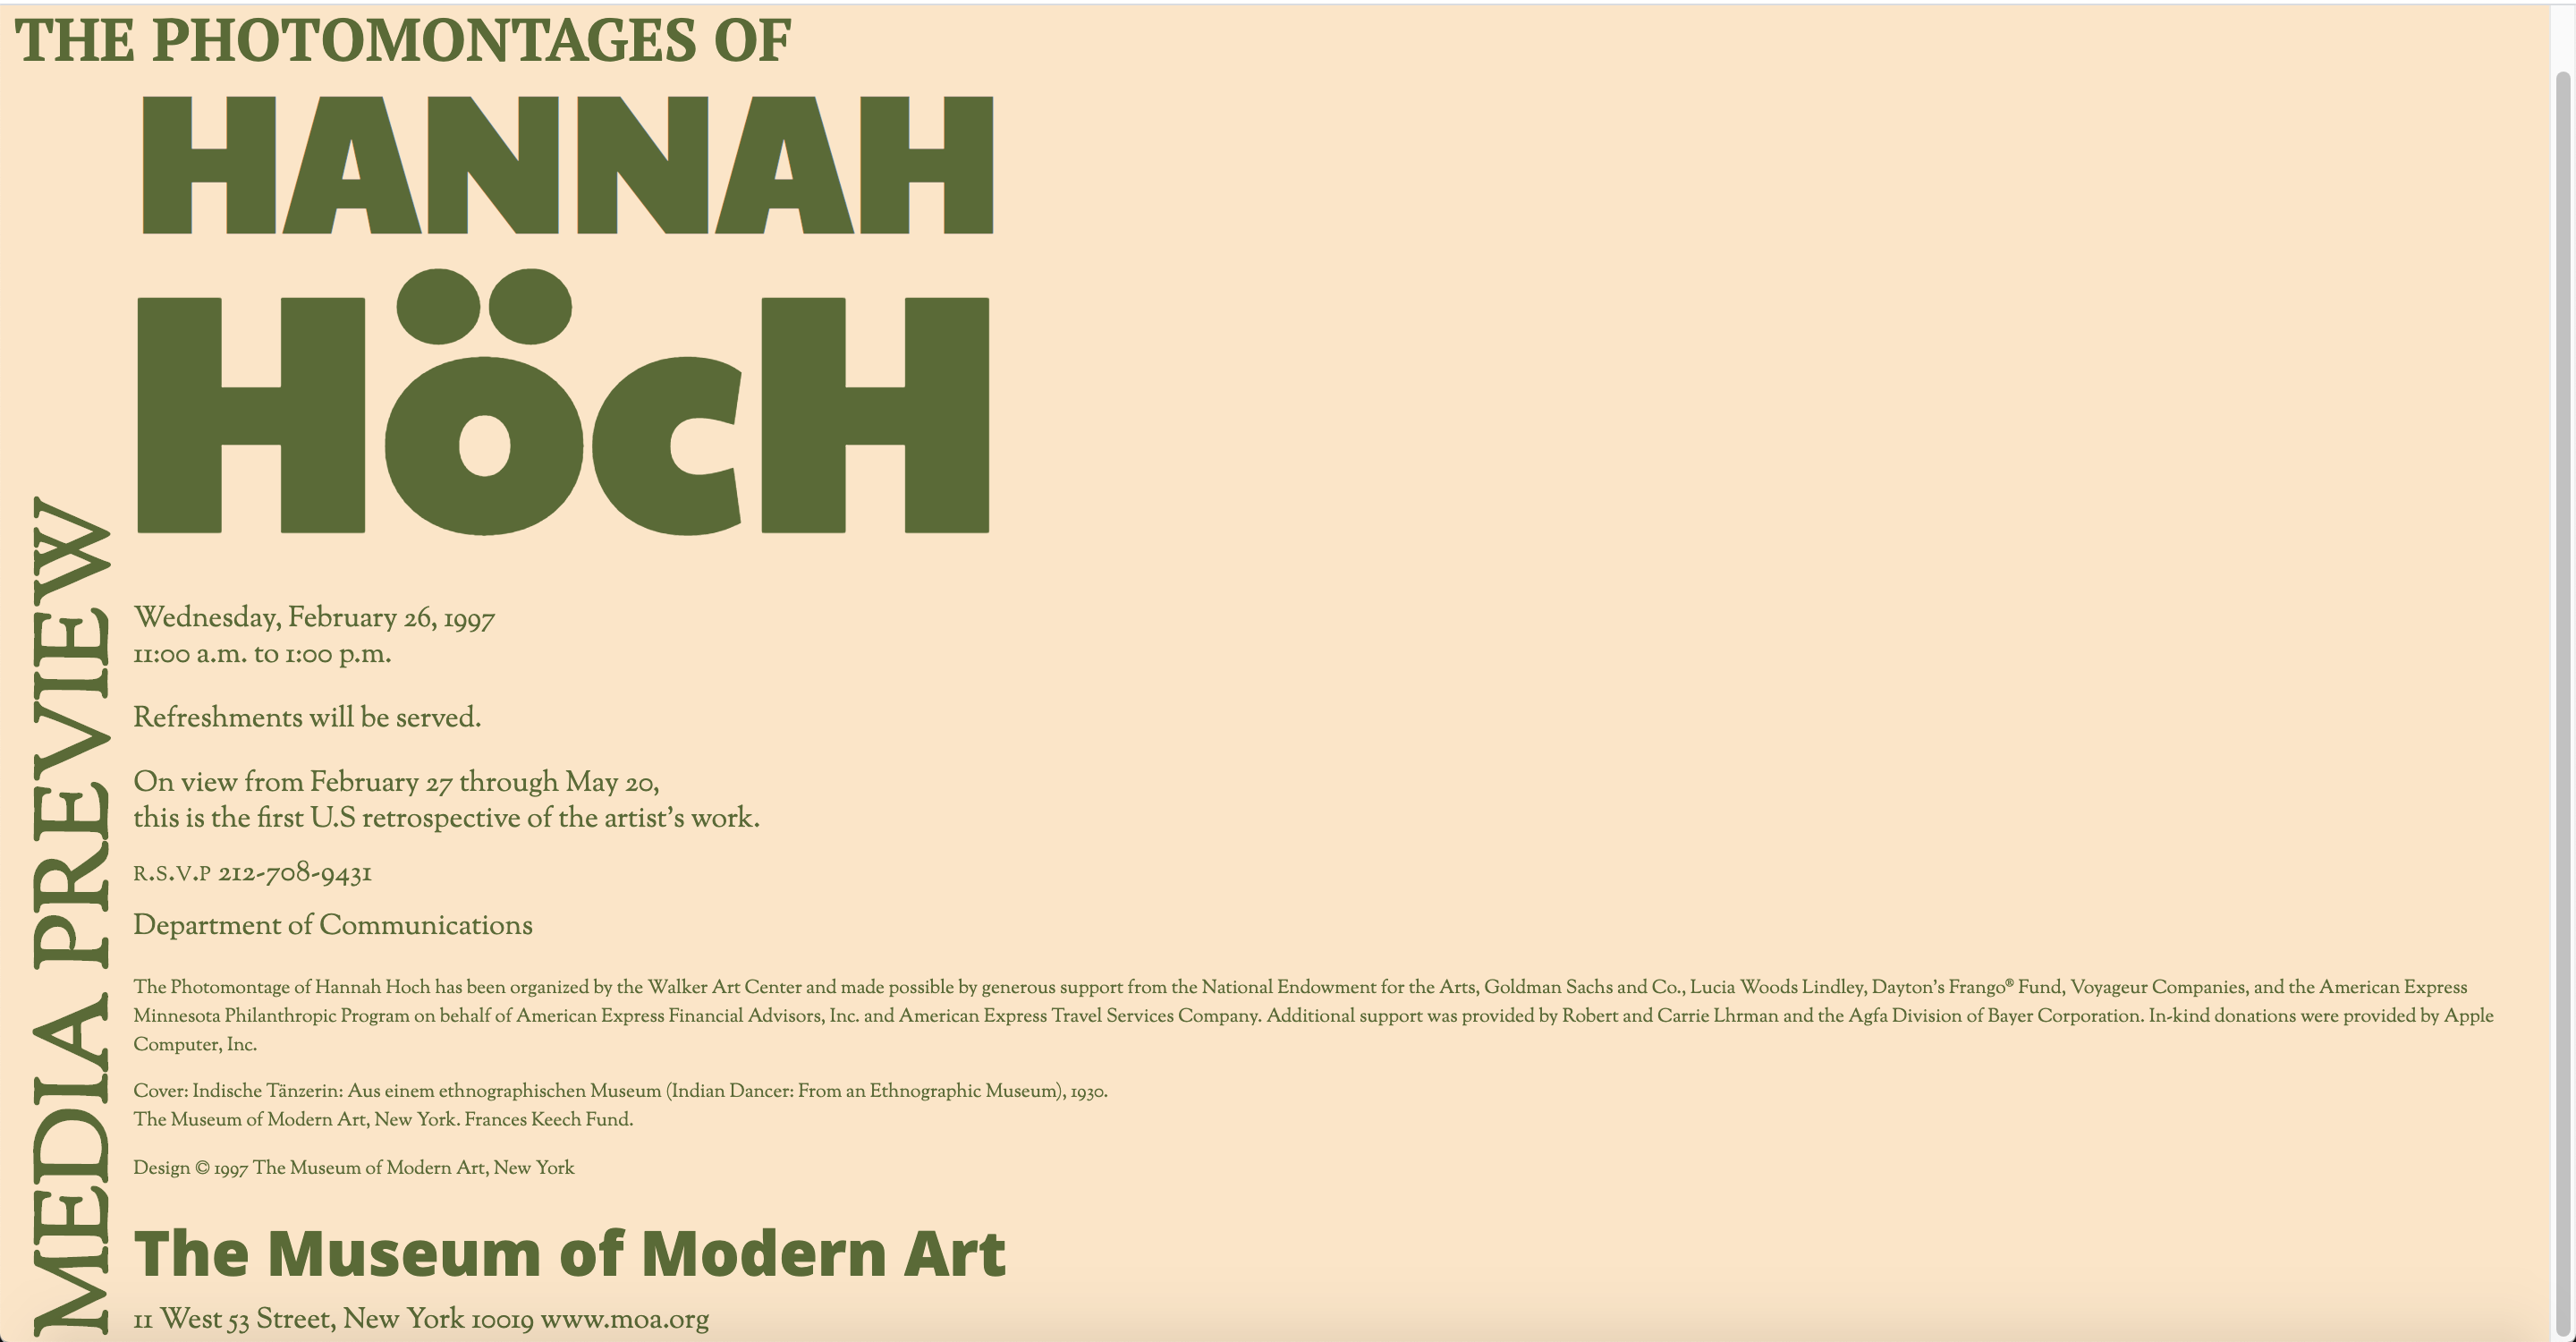 THE PHOTOMONTAGES OF
HANNAH
HöcH
MEDIA PREVIEW
Wednesday, February 26, 1997
11:00 a.m. to 1:00 p.m.
Refreshments will be served.
On view from February 27 through May 20,
this is the first U.S retrospective of the artist’s work.
R.S.V.P 212-708-9431
Department of Communications
The Photomontage of Hannah Hoch has been organized by the Walker Art Center and made possible by generous support from the National Endowment for the Arts, Goldman Sachs and Co., Lucia Woods Lindley, Dayton’s Frango® Fund, Voyageur Companies, and the American Express
Minnesota Philanthropic Program on behalf of American Express Financial Advisors, Inc. and American Express Travel Services Company. Additional support was provided by Robert and Carrie Lhrman and the Agfa Division of Bayer Corporation. In-kind donations were provided by Apple
Computer, Inc.
Cover: Indische Tänzerin: Aus einem ethnographischen Museum (Indian Dancer: From an Ethnographic Museum), 1930.
The Museum of Modern Art, New York. Frances Keech Fund.
Design © 1997 The Museum of Modern Art, New York
The Museum of Modern Art
11 West 53 Street, New York 10019 www.moa.org